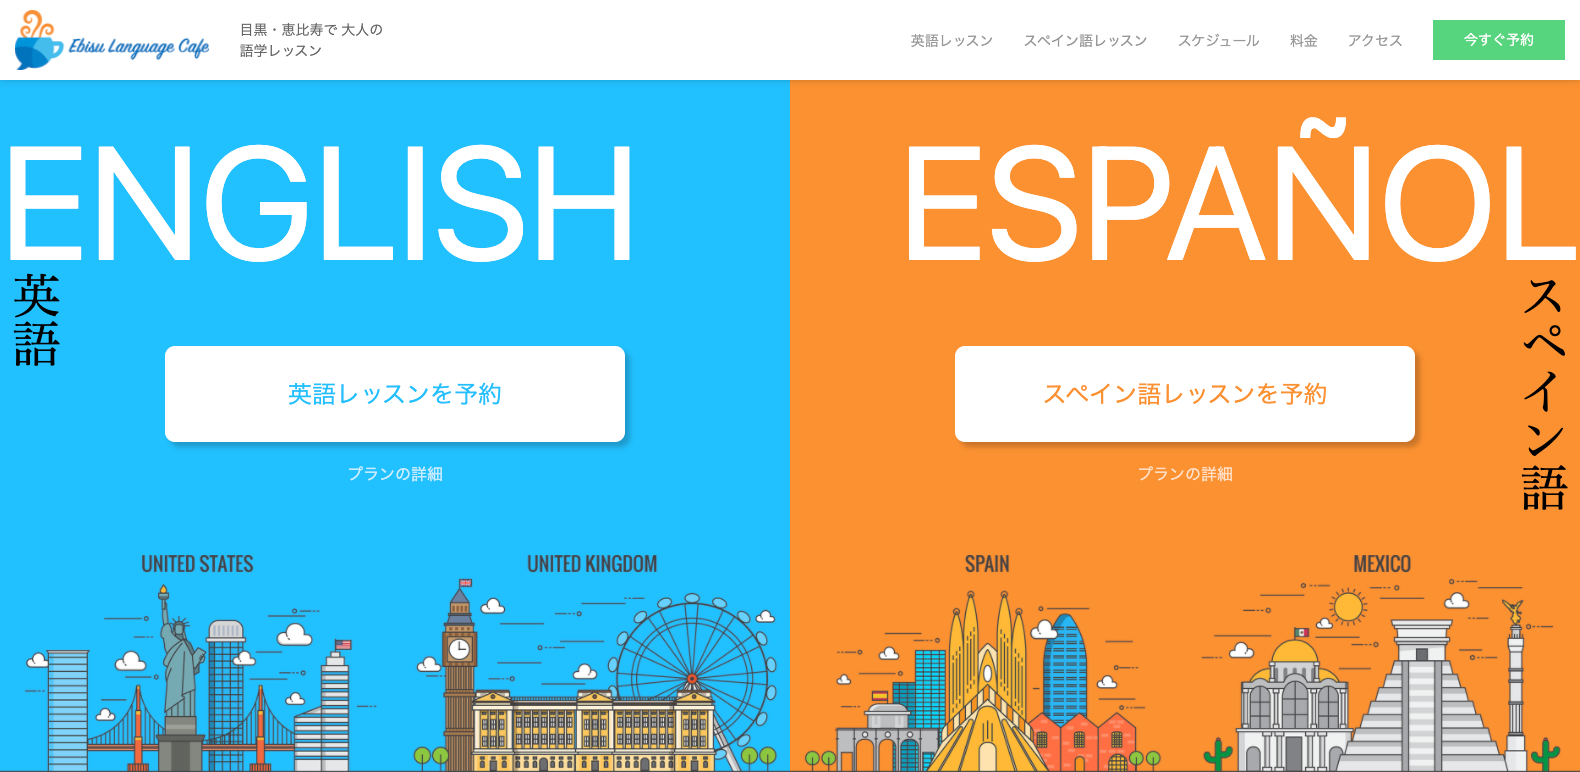 Ebisu Language Cafe
目黒・恵比寿で 大人の
語学レッスン
英語レッスン
スペイン語レッスン
スケジュール
料金
アクセス
今すぐ予約
ENGLISH
英語
英語レッスンを予約
プランの詳細
UNITED STATES
UNITED KINGDOM
ESPAÑOL
スペイン語
スペイン語レッスンを予約
プランの詳細
SPAIN
MEXICO